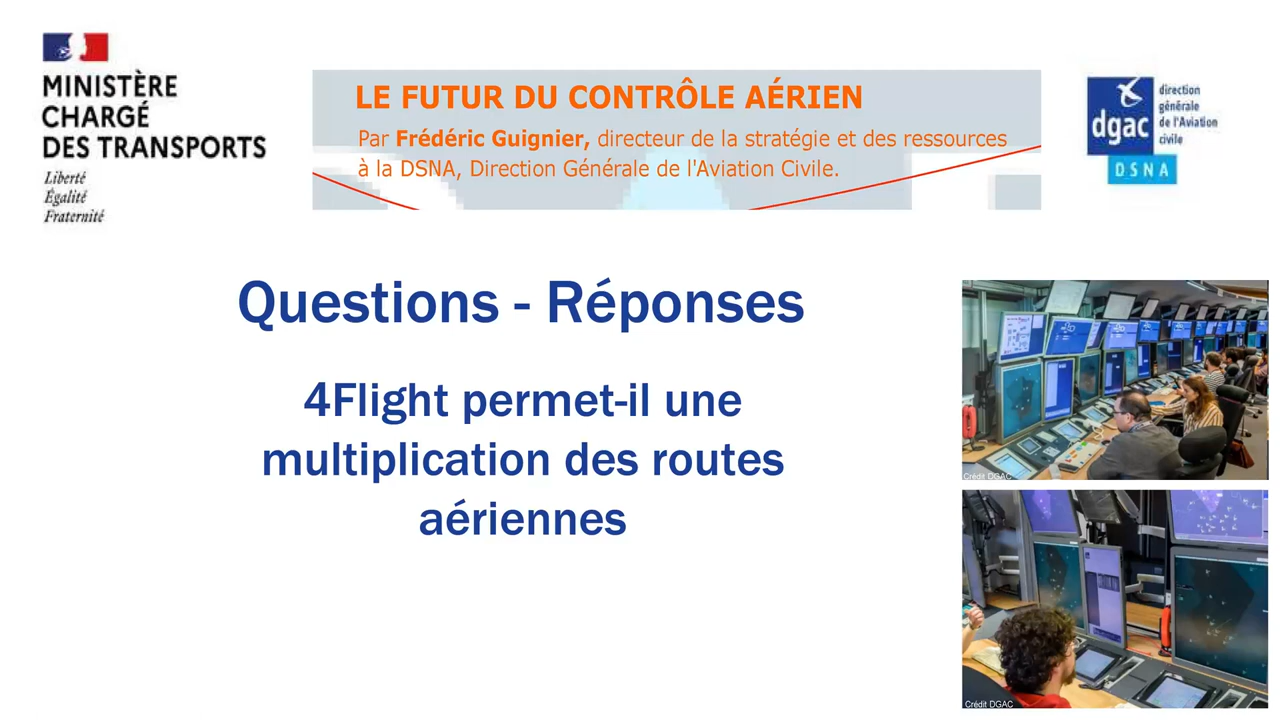 MINISTÈRE
CHARGÉ
DES TRANSPORTS
Liberté
Égalité
Fraternité
LE FUTUR DU CONTRÔLE AÉRIEN
Par Frédéric Guignier, directeur de la stratégie et des ressources
à la DSNA, Direction Générale de l'Aviation Civile.
dgac
direction
générale
de l'Aviation
civile
DSNA
Questions - Réponses
4Flight permet-il une
multiplication des routes
aériennes
Crédit DGAC
Crédit DGAC